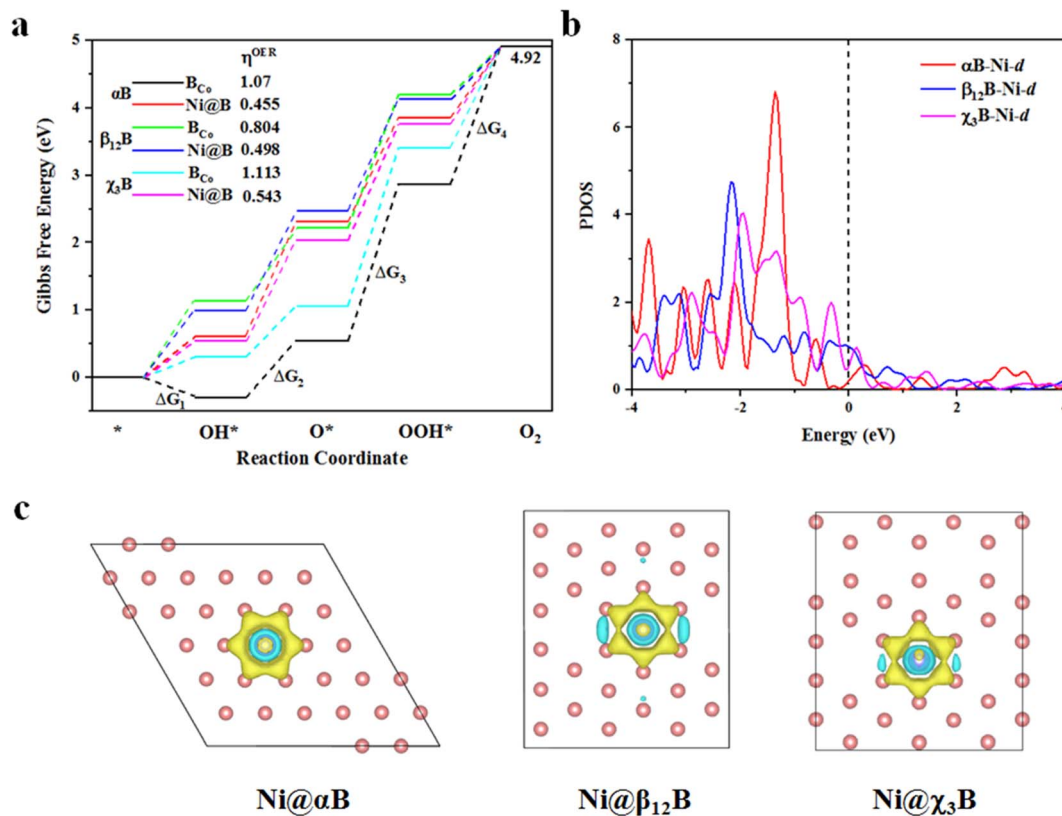 a
η^OER
αB B_Co 1.07
Ni@B 0.455
β₁₂B B_Co 0.804
Ni@B 0.498
χ₃B B_Co 1.113
Ni@B 0.543
4.92
ΔG₁
ΔG₂
ΔG₃
ΔG₄
Gibbs Free Energy (eV)
5
4
3
2
1
0
* OH* O* OOH* O₂
Reaction Coordinate
b
αB-Ni-d
β₁₂B-Ni-d
χ₃B-Ni-d
PDOS
8
6
4
2
0
-4 -2 0 2 4
Energy (eV)
c
Ni@αB Ni@β₁₂B Ni@χ₃B